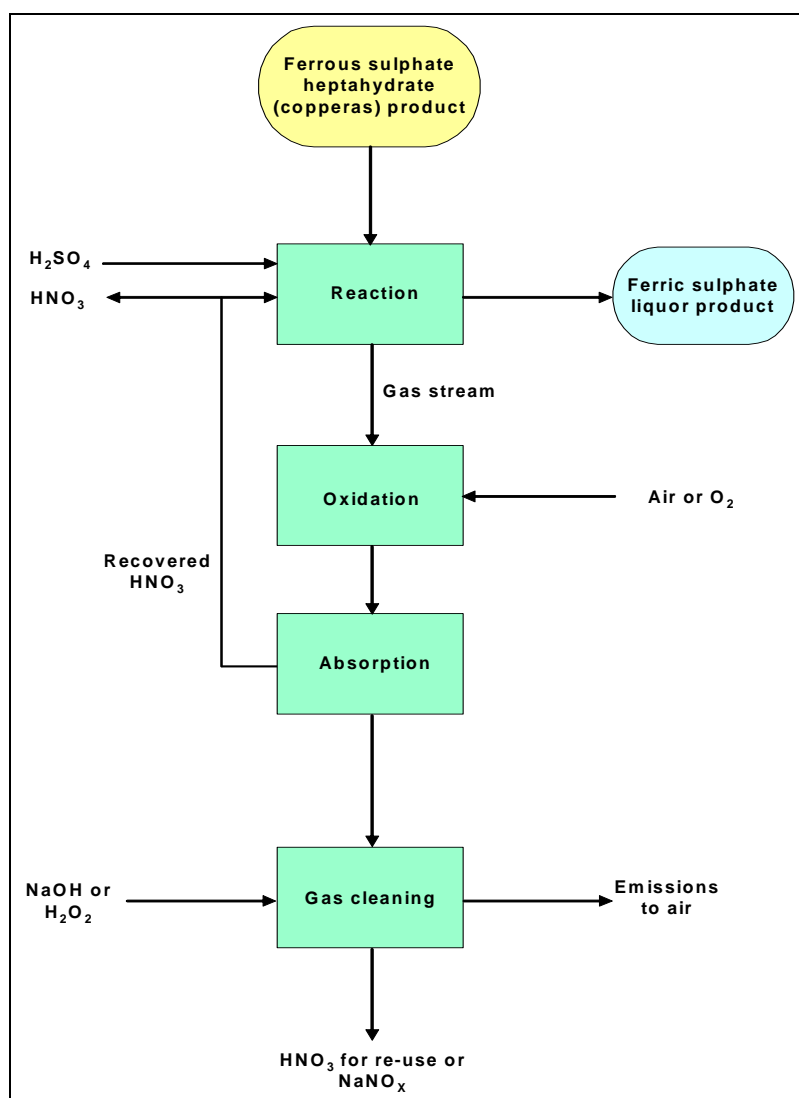 Ferrous sulphate
heptahydrate
(copperas) product
H₂SO₄
HNO₃
Reaction
Ferric sulphate
liquor product
Gas stream
Oxidation
Air or O₂
Recovered
HNO₃
Absorption
NaOH or
H₂O₂
Gas cleaning
Emissions
to air
HNO₃ for re-use or
NaNOₓ